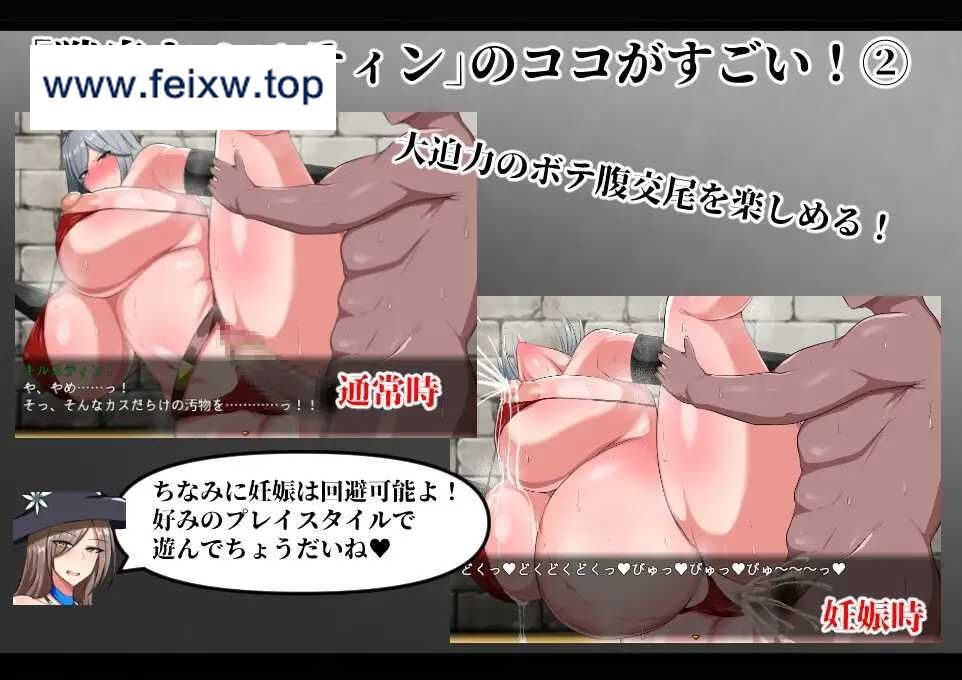 ィン」のココがすごい！②
www.feixw.top
大迫力のボテ腹交尾を楽しめる！
や、やめ……っ！
そっ、そんなカスだらけの汚物を…………っ！！
通常時
ちなみに妊娠は回避可能よ！
好みのプレイスタイルで
遊んでちょうだいね♥
どくっ♥どくどくどくっ♥びゅっ♥びゅっ♥びゅ〜〜〜っ♥
妊娠時